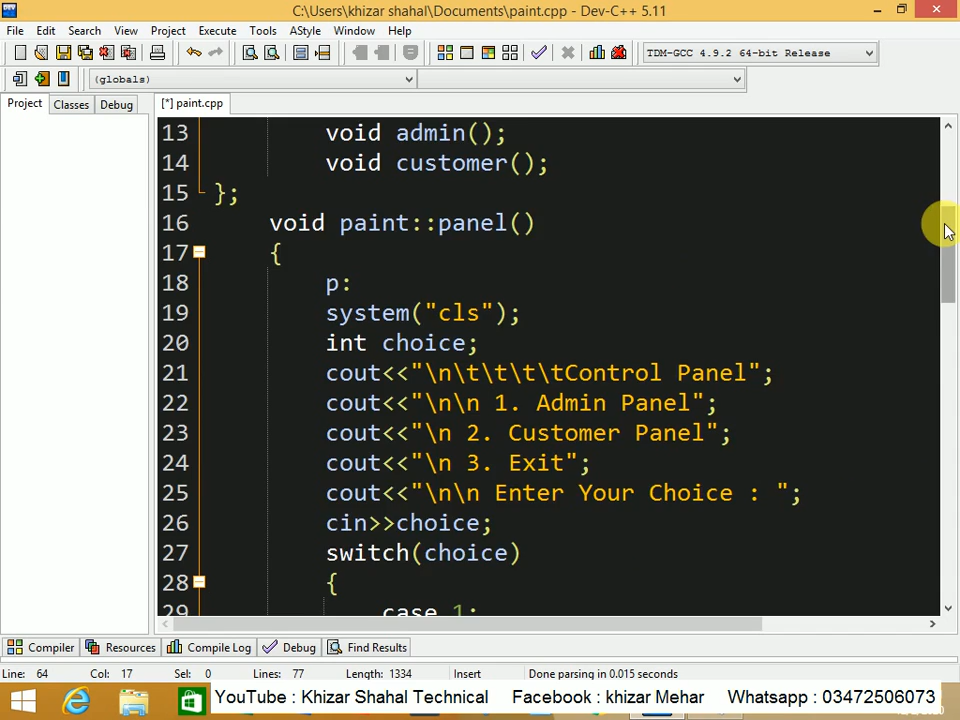 C:\Users\khizar shahal\Documents\paint.cpp - Dev-C++ 5.11
File Edit Search View Project Execute Tools AStyle Window Help
TDM-GCC 4.9.2 64-bit Release
(globals)
Project Classes Debug [*] paint.cpp
13 void admin();
14 void customer();
15 };
16 void paint::panel()
17 {
18 p:
19 system("cls");
20 int choice;
21 cout<<"\n\t\t\t\tControl Panel";
22 cout<<"\n\n 1. Admin Panel";
23 cout<<"\n 2. Customer Panel";
24 cout<<"\n 3. Exit";
25 cout<<"\n\n Enter Your Choice : ";
26 cin>>choice;
27 switch(choice)
28 {
29 case 1:
Compiler Resources Compile Log Debug Find Results
Line: 64 Col: 17 Sel: 0 Lines: 77 Length: 1334 Insert Done parsing in 0.015 seconds
YouTube : Khizar Shahal Technical Facebook : khizar Mehar Whatsapp : 03472506073